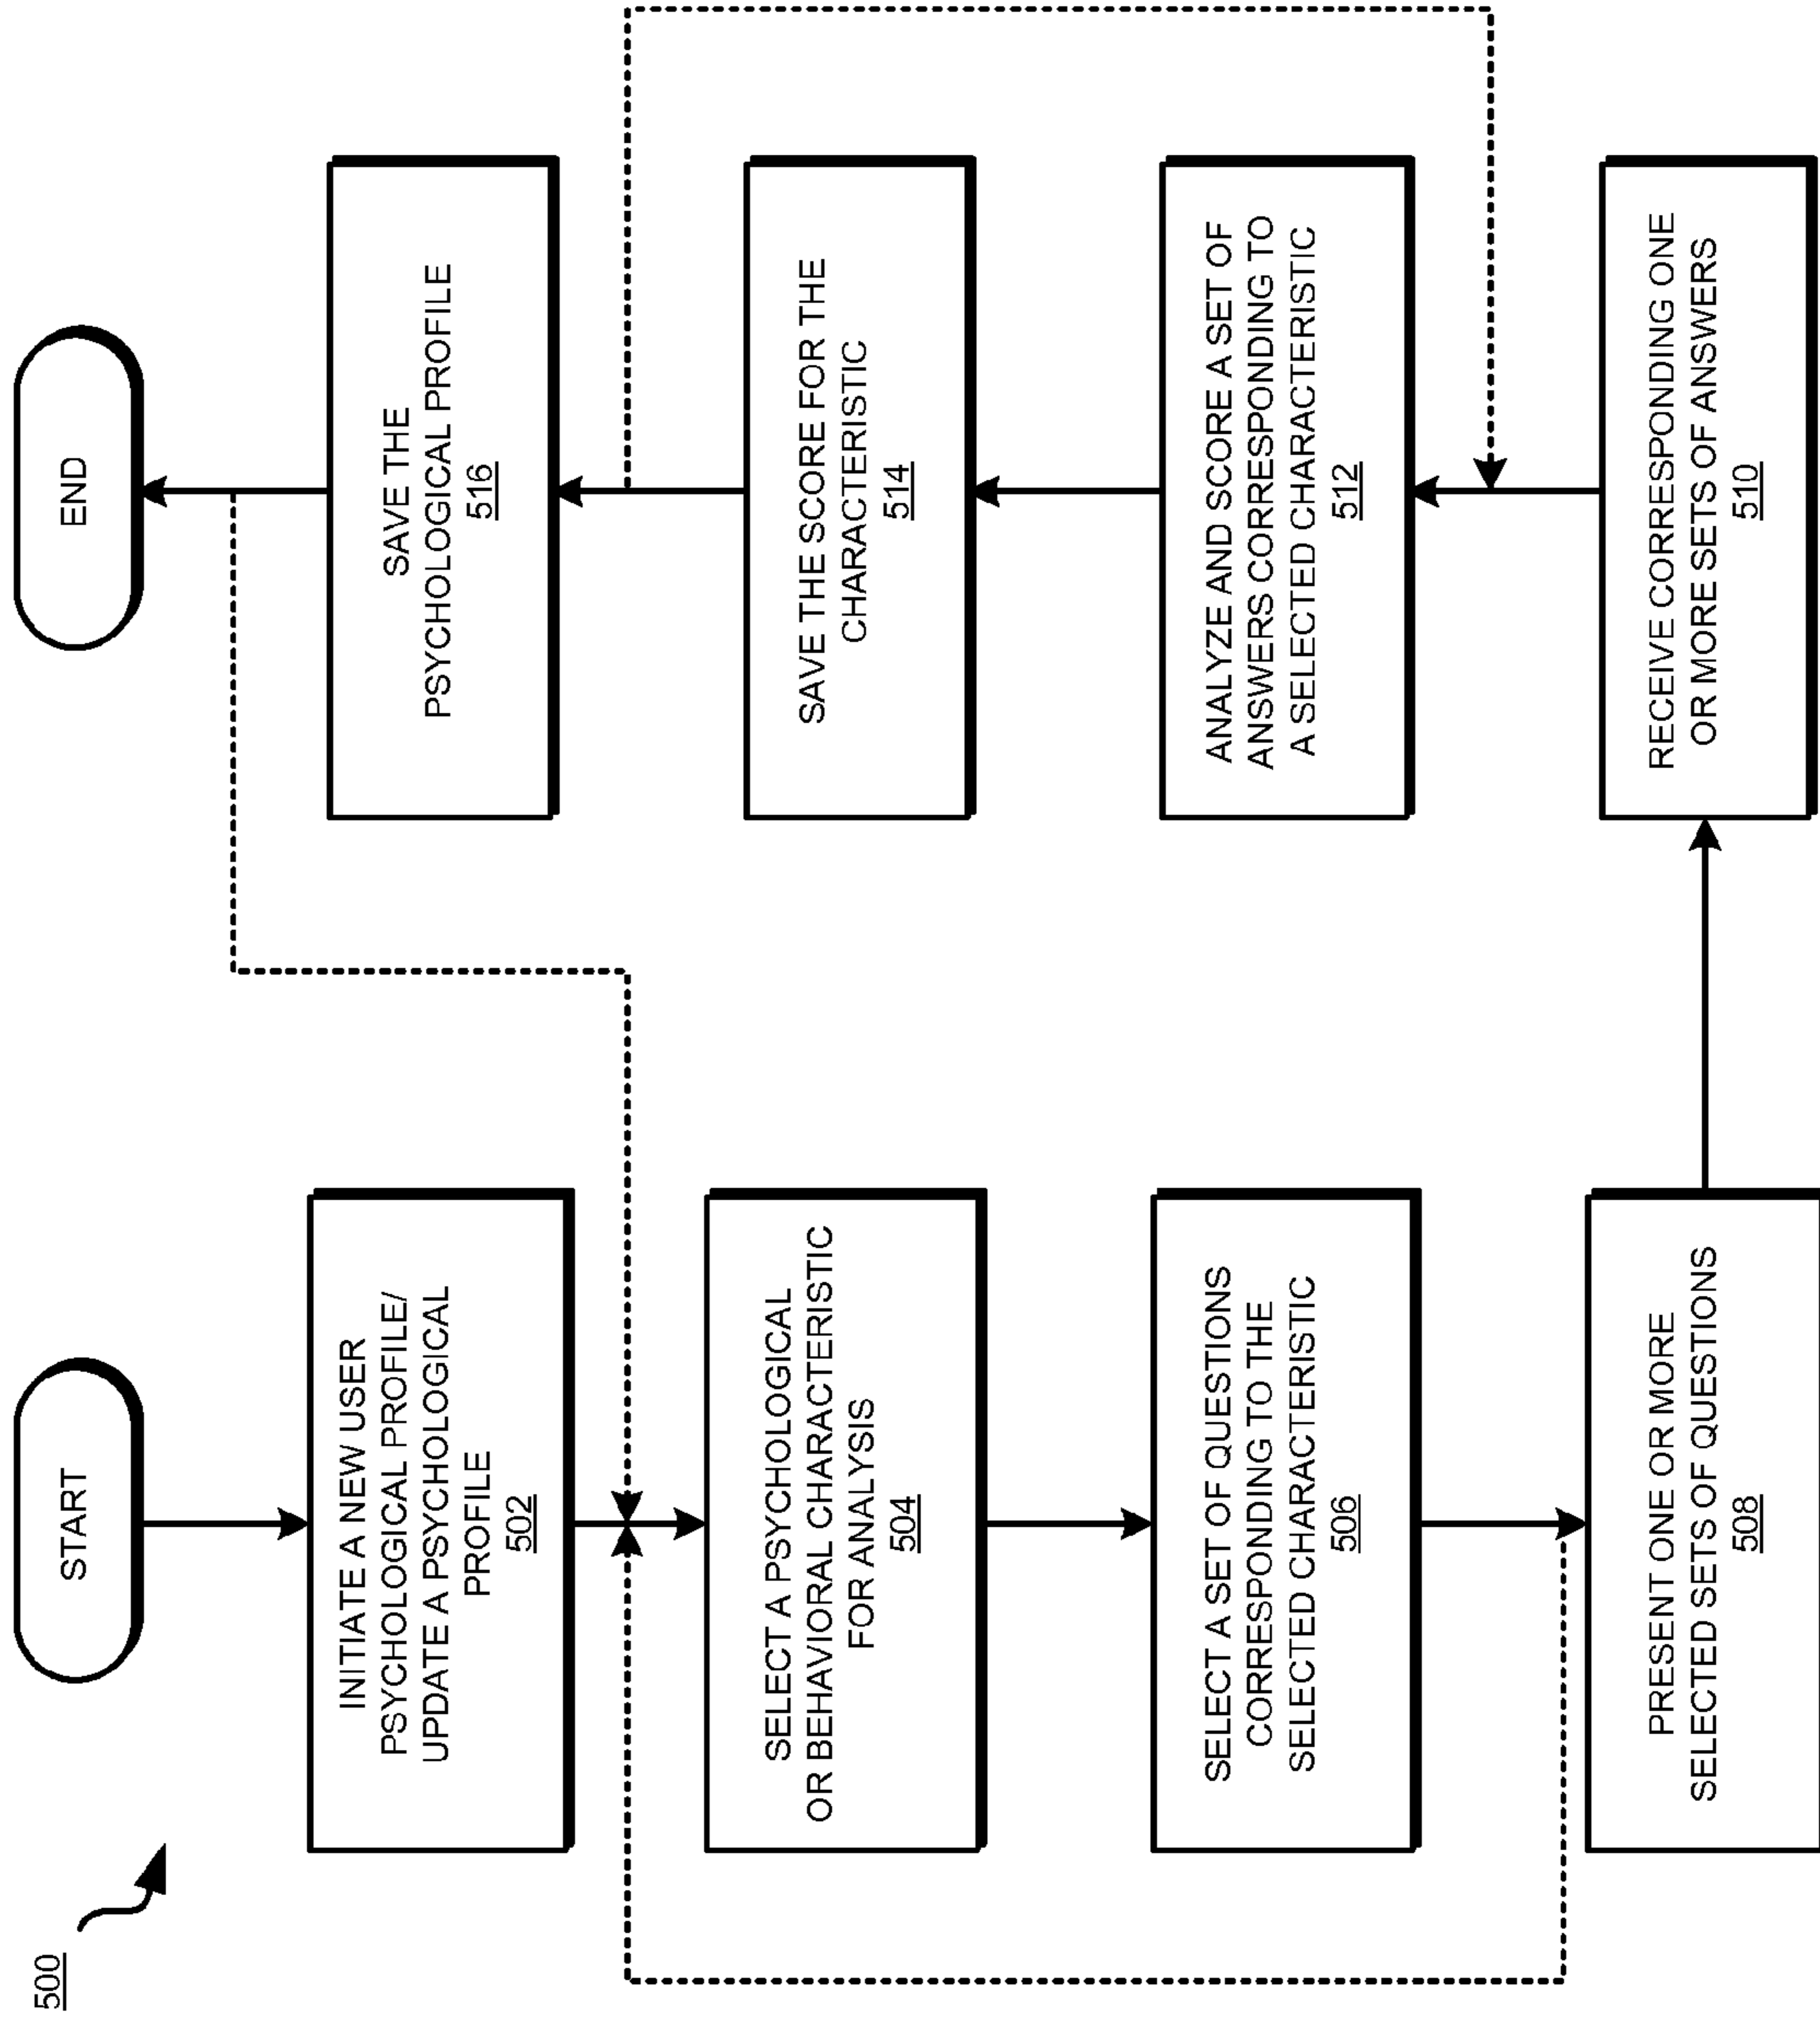 500
START
INITIATE A NEW USER
PSYCHOLOGICAL PROFILE/
UPDATE A PSYCHOLOGICAL
PROFILE
502
SELECT A PSYCHOLOGICAL
OR BEHAVIORAL CHARACTERISTIC
FOR ANALYSIS
504
SELECT A SET OF QUESTIONS
CORRESPONDING TO THE
SELECTED CHARACTERISTIC
506
PRESENT ONE OR MORE
SELECTED SETS OF QUESTIONS
508
RECEIVE CORRESPONDING ONE
OR MORE SETS OF ANSWERS
510
ANALYZE AND SCORE A SET OF
ANSWERS CORRESPONDING TO
A SELECTED CHARACTERISTIC
512
SAVE THE SCORE FOR THE
CHARACTERISTIC
514
SAVE THE
PSYCHOLOGICAL PROFILE
516
END